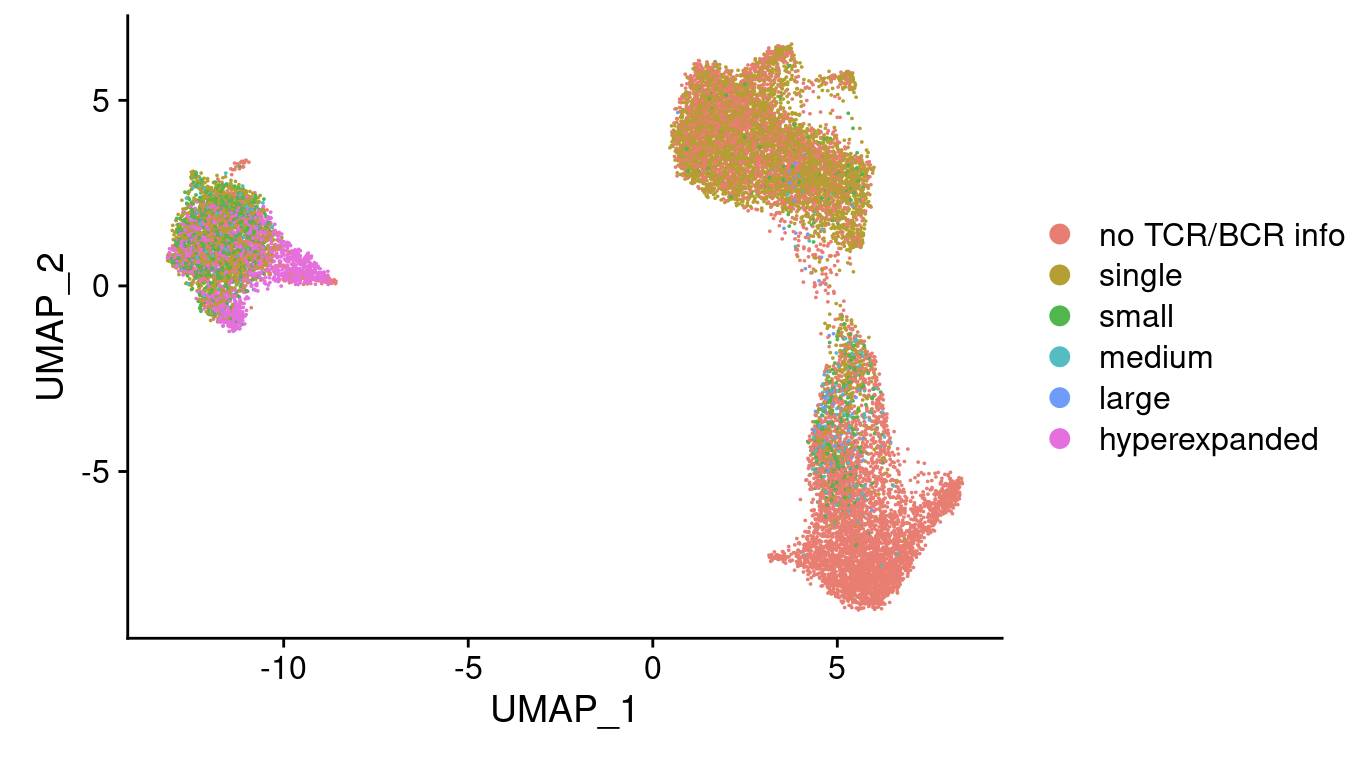 5
0
-5
UMAP_2
-10
-5
0
5
UMAP_1
no TCR/BCR info
single
small
medium
large
hyperexpanded